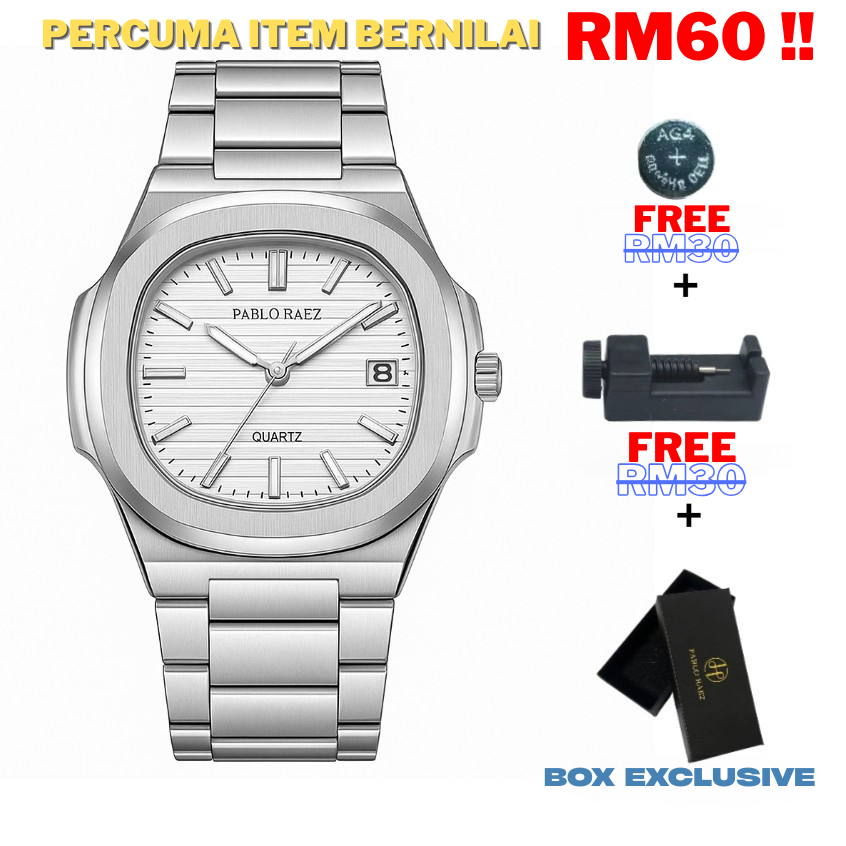 PERCUMA ITEM BERNILAI RM60 !!
AG4
FREE
RM30
+
PABLO RAEZ
8
QUARTZ
FREE
RM30
+
PABLO RAEZ
BOX EXCLUSIVE